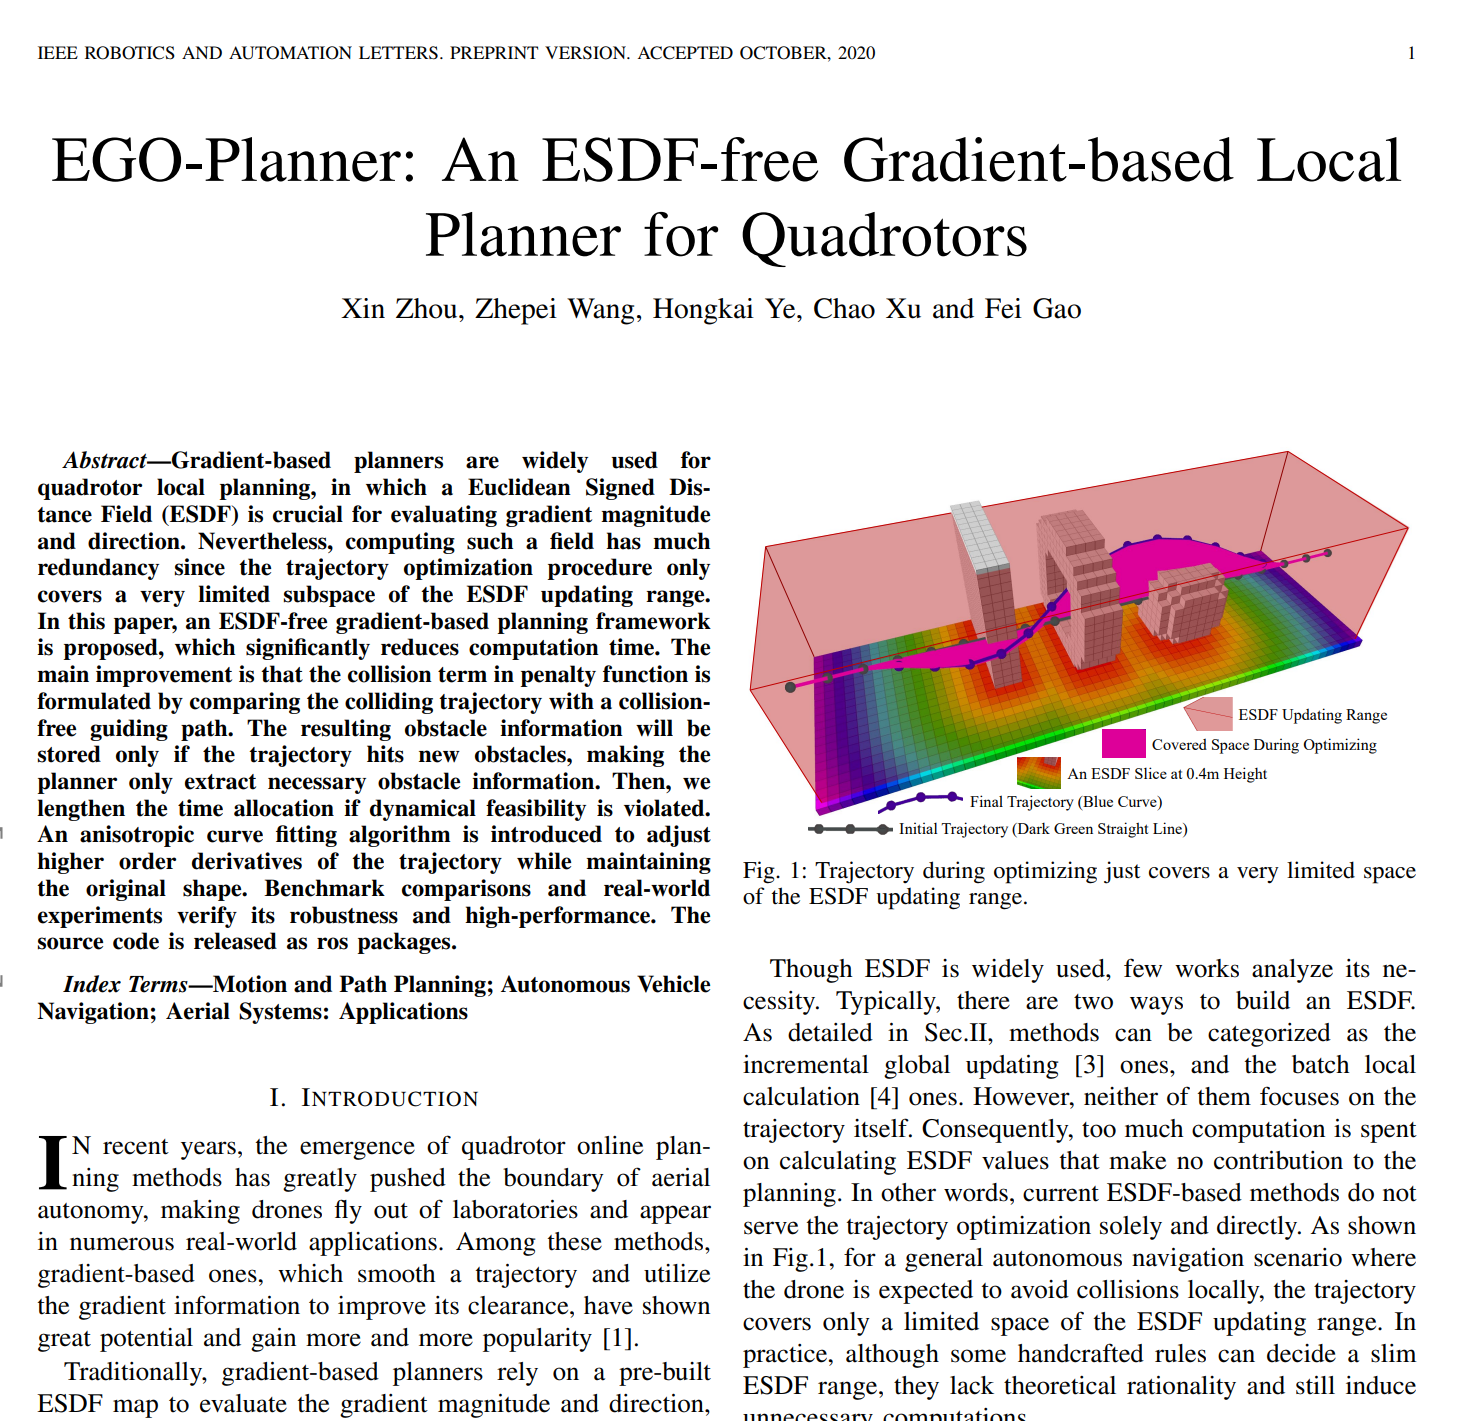 IEEE ROBOTICS AND AUTOMATION LETTERS. PREPRINT VERSION. ACCEPTED OCTOBER, 2020
1
EGO-Planner: An ESDF-free Gradient-based Local
Planner for Quadrotors
Xin Zhou, Zhepei Wang, Hongkai Ye, Chao Xu and Fei Gao
Abstract—Gradient-based planners are widely used for
quadrotor local planning, in which a Euclidean Signed Dis-
tance Field (ESDF) is crucial for evaluating gradient magnitude
and direction. Nevertheless, computing such a field has much
redundancy since the trajectory optimization procedure only
covers a very limited subspace of the ESDF updating range.
In this paper, an ESDF-free gradient-based planning framework
is proposed, which significantly reduces computation time. The
main improvement is that the collision term in penalty function is
formulated by comparing the colliding trajectory with a collision-
free guiding path. The resulting obstacle information will be
stored only if the trajectory hits new obstacles, making the
planner only extract necessary obstacle information. Then, we
lengthen the time allocation if dynamical feasibility is violated.
An anisotropic curve fitting algorithm is introduced to adjust
higher order derivatives of the trajectory while maintaining
the original shape. Benchmark comparisons and real-world
experiments verify its robustness and high-performance. The
source code is released as ros packages.
Index Terms—Motion and Path Planning; Autonomous Vehicle
Navigation; Aerial Systems: Applications
I. INTRODUCTION
IN recent years, the emergence of quadrotor online plan-
ning methods has greatly pushed the boundary of aerial
autonomy, making drones fly out of laboratories and appear
in numerous real-world applications. Among these methods,
gradient-based ones, which smooth a trajectory and utilize
the gradient information to improve its clearance, have shown
great potential and gain more and more popularity [1].
Traditionally, gradient-based planners rely on a pre-built
ESDF map to evaluate the gradient magnitude and direction,
ESDF Updating Range
Covered Space During Optimizing
An ESDF Slice at 0.4m Height
Final Trajectory (Blue Curve)
Initial Trajectory (Dark Green Straight Line)
Fig. 1: Trajectory during optimizing just covers a very limited space
of the ESDF updating range.
Though ESDF is widely used, few works analyze its ne-
cessity. Typically, there are two ways to build an ESDF.
As detailed in Sec.II, methods can be categorized as the
incremental global updating [3] ones, and the batch local
calculation [4] ones. However, neither of them focuses on the
trajectory itself. Consequently, too much computation is spent
on calculating ESDF values that make no contribution to the
planning. In other words, current ESDF-based methods do not
serve the trajectory optimization solely and directly. As shown
in Fig.1, for a general autonomous navigation scenario where
the drone is expected to avoid collisions locally, the trajectory
covers only a limited space of the ESDF updating range. In
practice, although some handcrafted rules can decide a slim
ESDF range, they lack theoretical rationality and still induce
unnecessary computations.